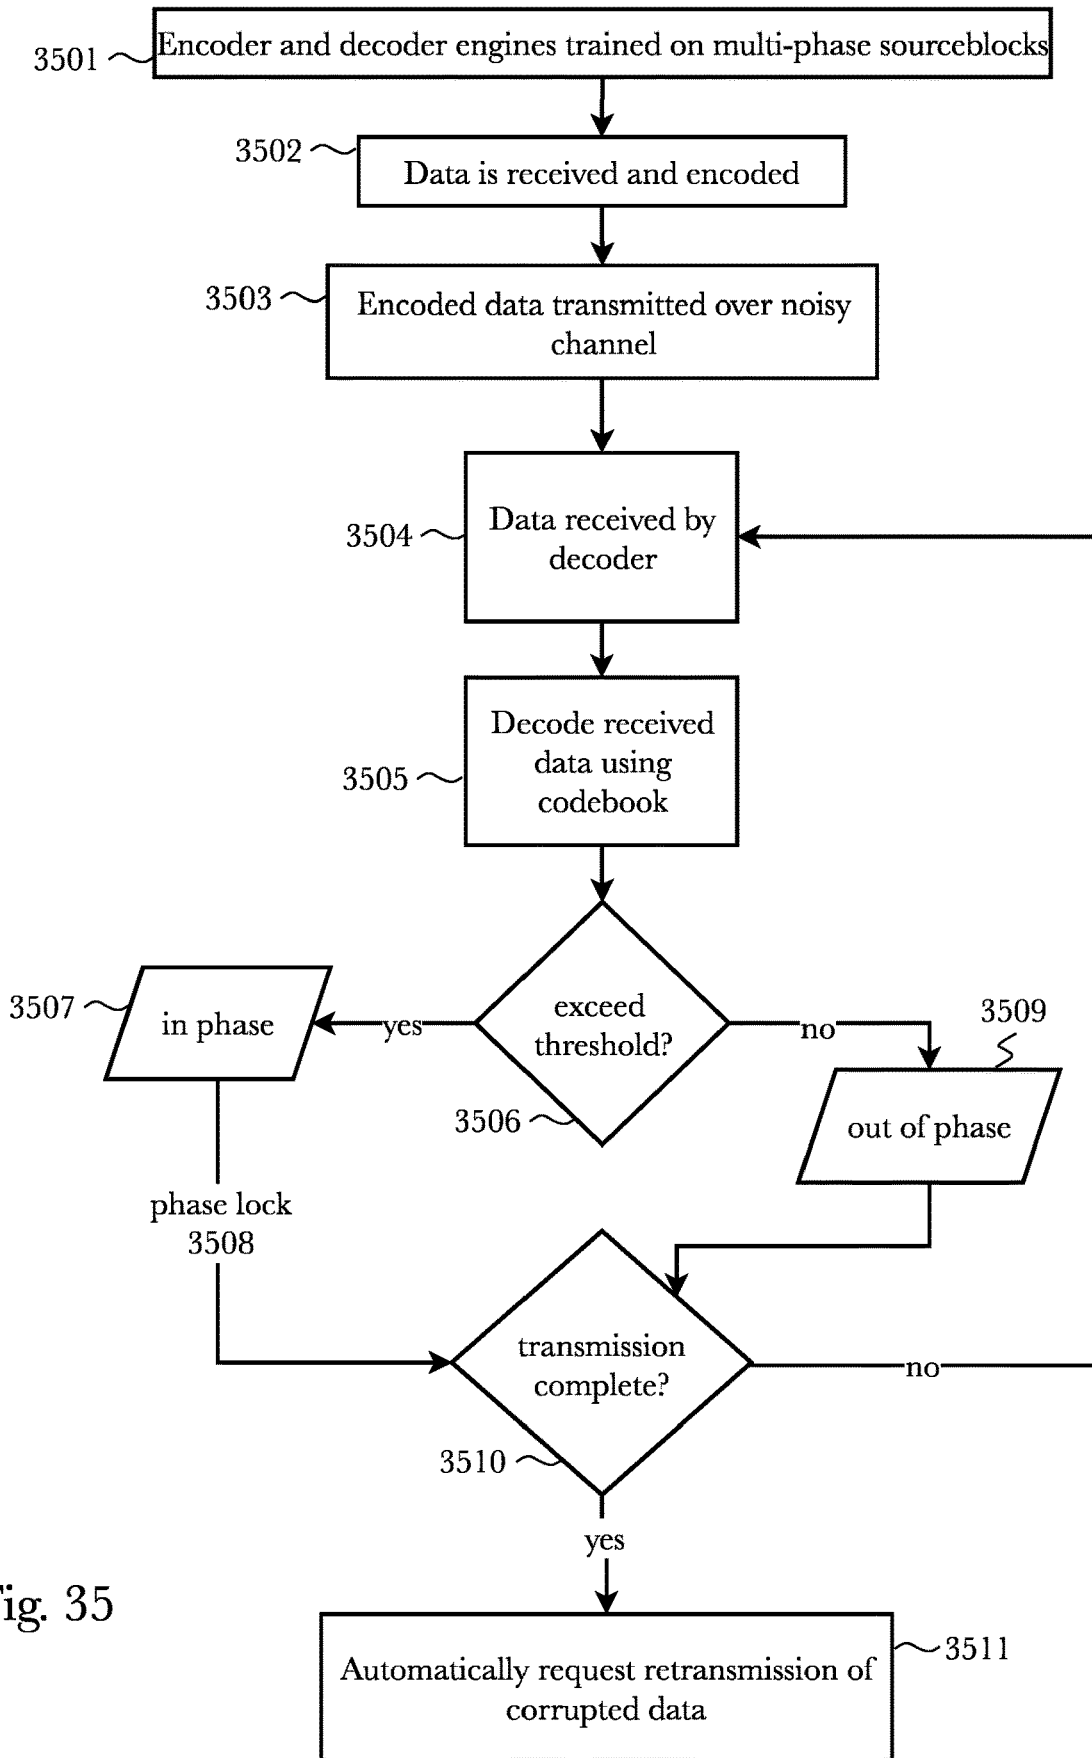 3501
Encoder and decoder engines trained on multi-phase sourceblocks
3502
Data is received and encoded
3503
Encoded data transmitted over noisy
channel
3504
Data received by
decoder
3505
Decode received
data using
codebook
3507
in phase
yes
exceed
threshold?
3506
no
3509
out of phase
phase lock
3508
transmission
complete?
3510
no
yes
ig. 35
3511
Automatically request retransmission of
corrupted data